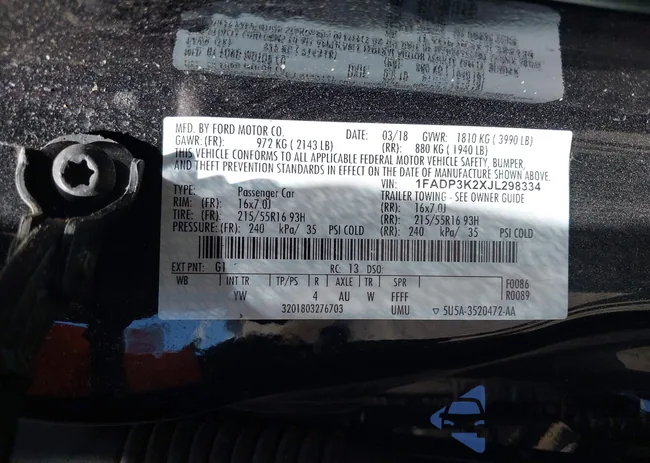 MFD. BY FORD MOTOR CO. DATE: 03/18 GVWR: 1810 KG ( 3990 LB)
GAWR: (FR): 972 KG ( 2143 LB) (RR): 880 KG ( 1940 LB)
THIS VEHICLE CONFORMS TO ALL APPLICABLE FEDERAL MOTOR VEHICLE SAFETY, BUMPER,
AND THEFT PREVENTION STANDARDS IN EFFECT ON THE DATE OF MANUFACTURE SHOWN ABOVE.
VIN: 1FADP3K2XJL298334
TYPE: Passenger Car TRAILER TOWING - SEE OWNER GUIDE
RIM: (FR): 16x7.0J (RR): 16x7.0J
TIRE: (FR): 215/55R16 93H (RR): 215/55R16 93H
PRESSURE: (FR): 240 kPa/ 35 PSI COLD (RR): 240 kPa/ 35 PSI COLD
EXT PNT: G1 RC: 13 DSO:
WB INT TR TP/PS R AXLE TR SPR F0086
YW 4 AU W FFFF R0089
3201803276703 UMU ▽ 5U5A-3520472-AA